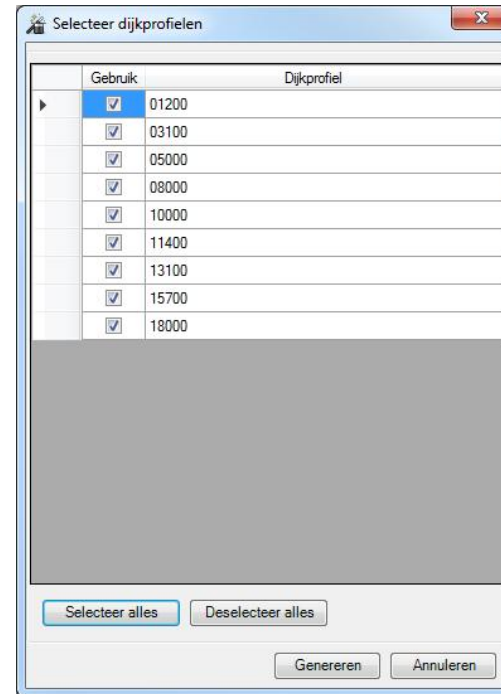 Selecteer dijkprofielen
Gebruik Dijkprofiel
01200
03100
05000
08000
10000
11400
13100
15700
18000
Selecteer alles Deselecteer alles
Genereren Annuleren